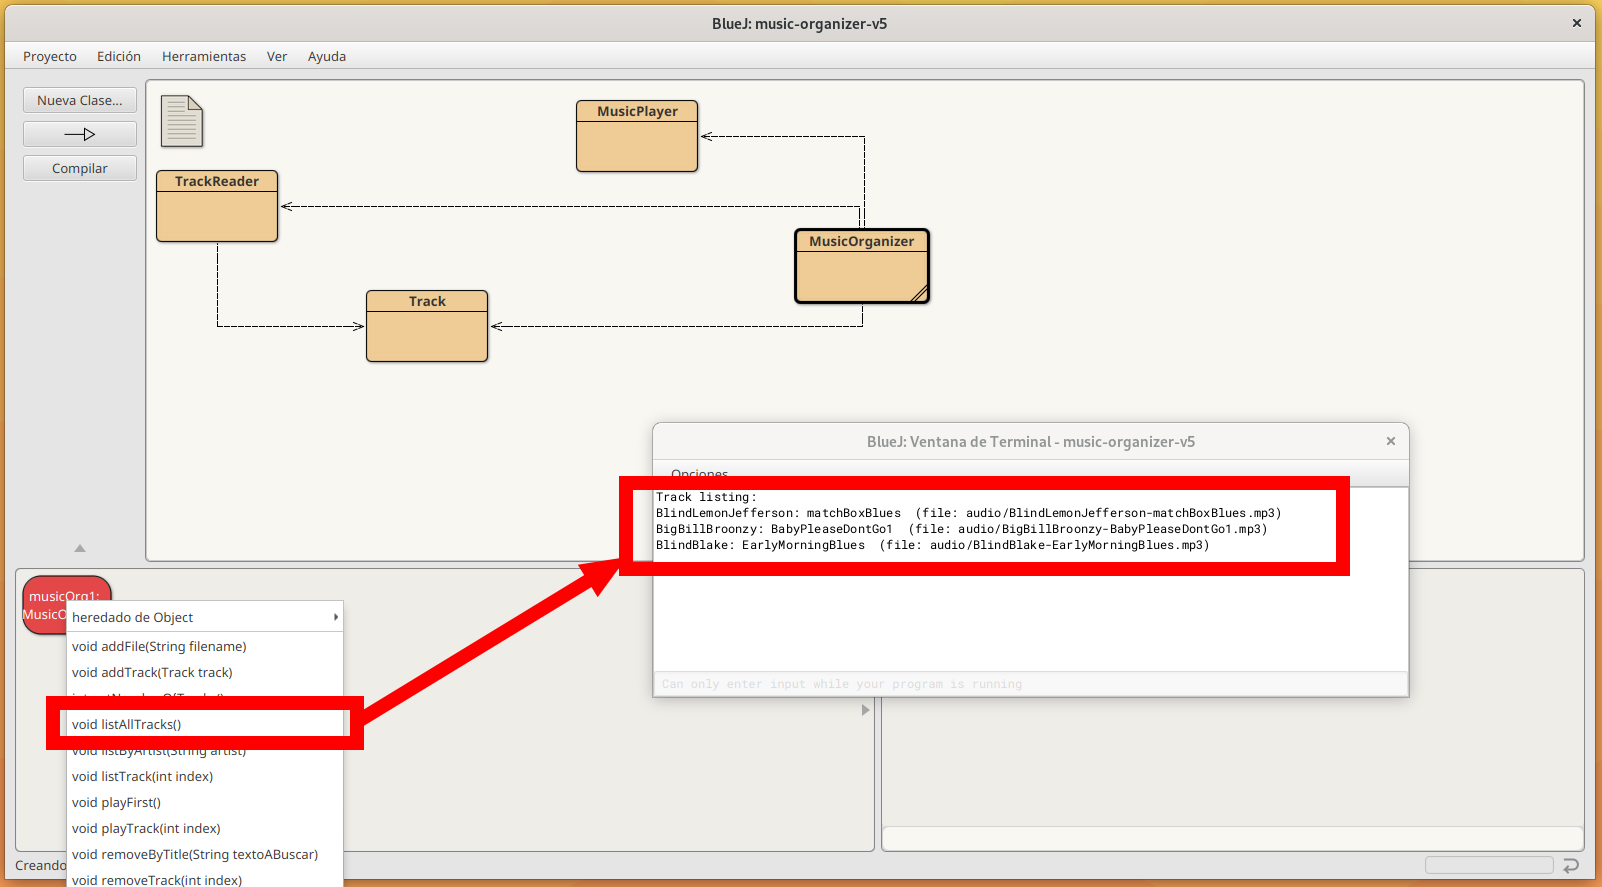 BlueJ: music-organizer-v5
Proyecto Edición Herramientas Ver Ayuda
Nueva Clase...
Compilar
MusicPlayer
TrackReader
MusicOrganizer
Track
BlueJ: Ventana de Terminal - music-organizer-v5
Opciones
Track listing:
BlindLemonJefferson: matchBoxBlues (file: audio/BlindLemonJefferson-matchBoxBlues.mp3)
BigBillBroonzy: BabyPleaseDontGo1 (file: audio/BigBillBroonzy-BabyPleaseDontGo1.mp3)
BlindBlake: EarlyMorningBlues (file: audio/BlindBlake-EarlyMorningBlues.mp3)
Can only enter input while your program is running
musicOrg1:
MusicO
heredado de Object
void addFile(String filename)
void addTrack(Track track)
void listAllTracks()
void listByArtist(String artist)
void listTrack(int index)
void playFirst()
void playTrack(int index)
void removeByTitle(String textoABuscar)
void removeTrack(int index)
Creando